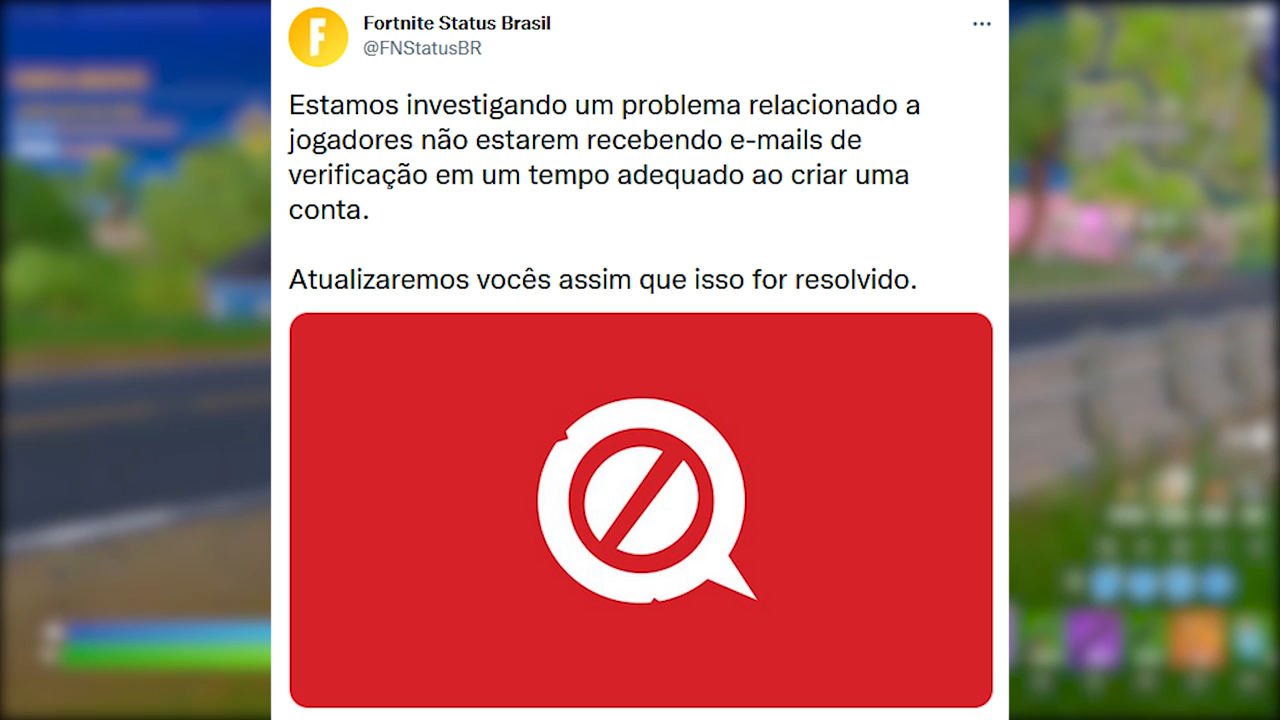 Fortnite Status Brasil
@FNStatusBR
Estamos investigando um problema relacionado a
jogadores não estarem recebendo e-mails de
verificação em um tempo adequado ao criar uma
conta.
Atualizaremos vocês assim que isso for resolvido.